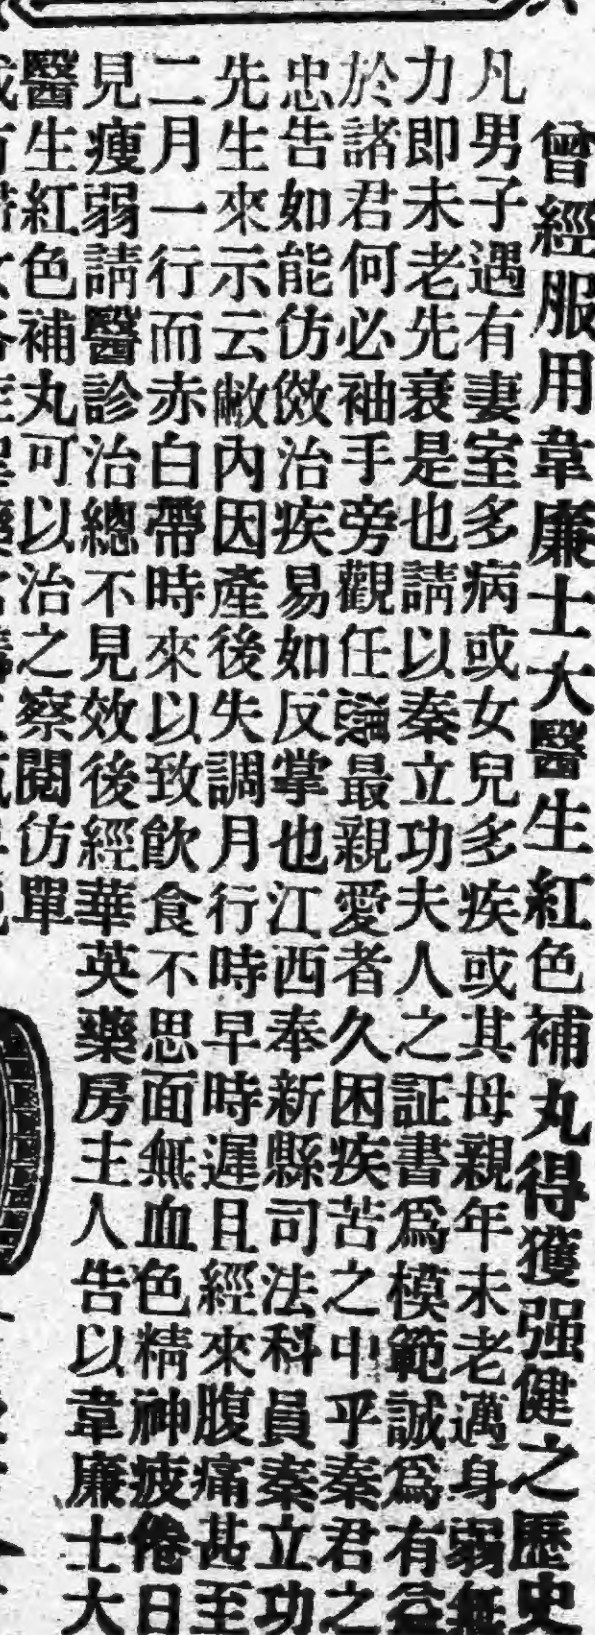 曾經服用韋廉士大醫生紅色補丸得獲强健之歷史
凡男子遇有妻室多病或女兒多疾或其母親年未老邁身弱無
力即未老先衰是也請以秦立功夫人之証書爲模範誠爲有益
於諸君何必袖手旁觀任最親愛者久困疾苦之中乎秦君之
忠告如能仿傚治疾易如反掌也江西奉新縣司法科員秦立功
先生來示云敝內因產後失調月行時早時遲且經來腹痛甚至
二月一行而赤白帶時來以致飲食不思面無血色精神疲倦日
見瘦弱請醫診治總不見效後經華英藥房主人告以韋廉士大
醫生紅色補丸可以治之察閱仿單